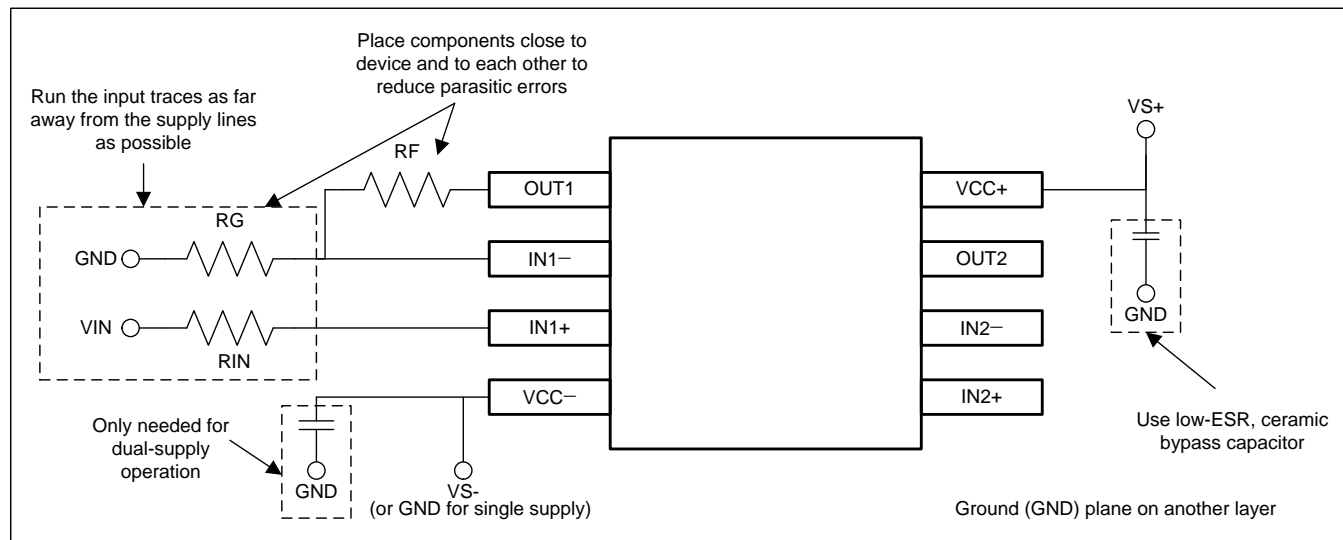 Place components close to
device and to each other to
reduce parasitic errors
Run the input traces as far
away from the supply lines
as possible
VS+
RF
OUT1
VCC+
RG
GND
IN1−
OUT2
VIN
IN1+
GND
IN2−
RIN
VCC−
IN2+
Only needed for
dual-supply
operation
Use low-ESR, ceramic
bypass capacitor
GND
VS-
(or GND for single supply)
Ground (GND) plane on another layer